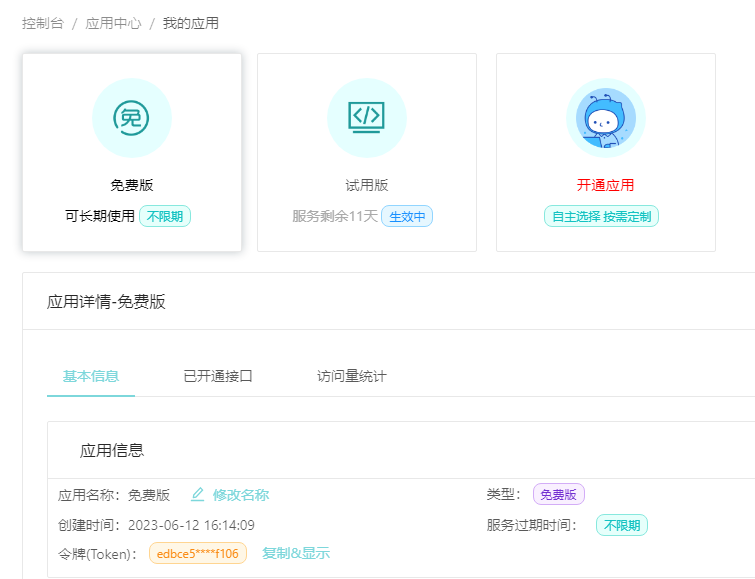 控制台 / 应用中心 / 我的应用
免费版
可长期使用 不限期
试用版
服务剩余11天 生效中
开通应用
自主选择 按需定制
应用详情-免费版
基本信息 已开通接口 访问量统计
应用信息
应用名称: 免费版 修改名称 类型: 免费版
创建时间: 2023-06-12 16:14:09 服务过期时间: 不限期
令牌(Token): edbce5****f106 复制&显示